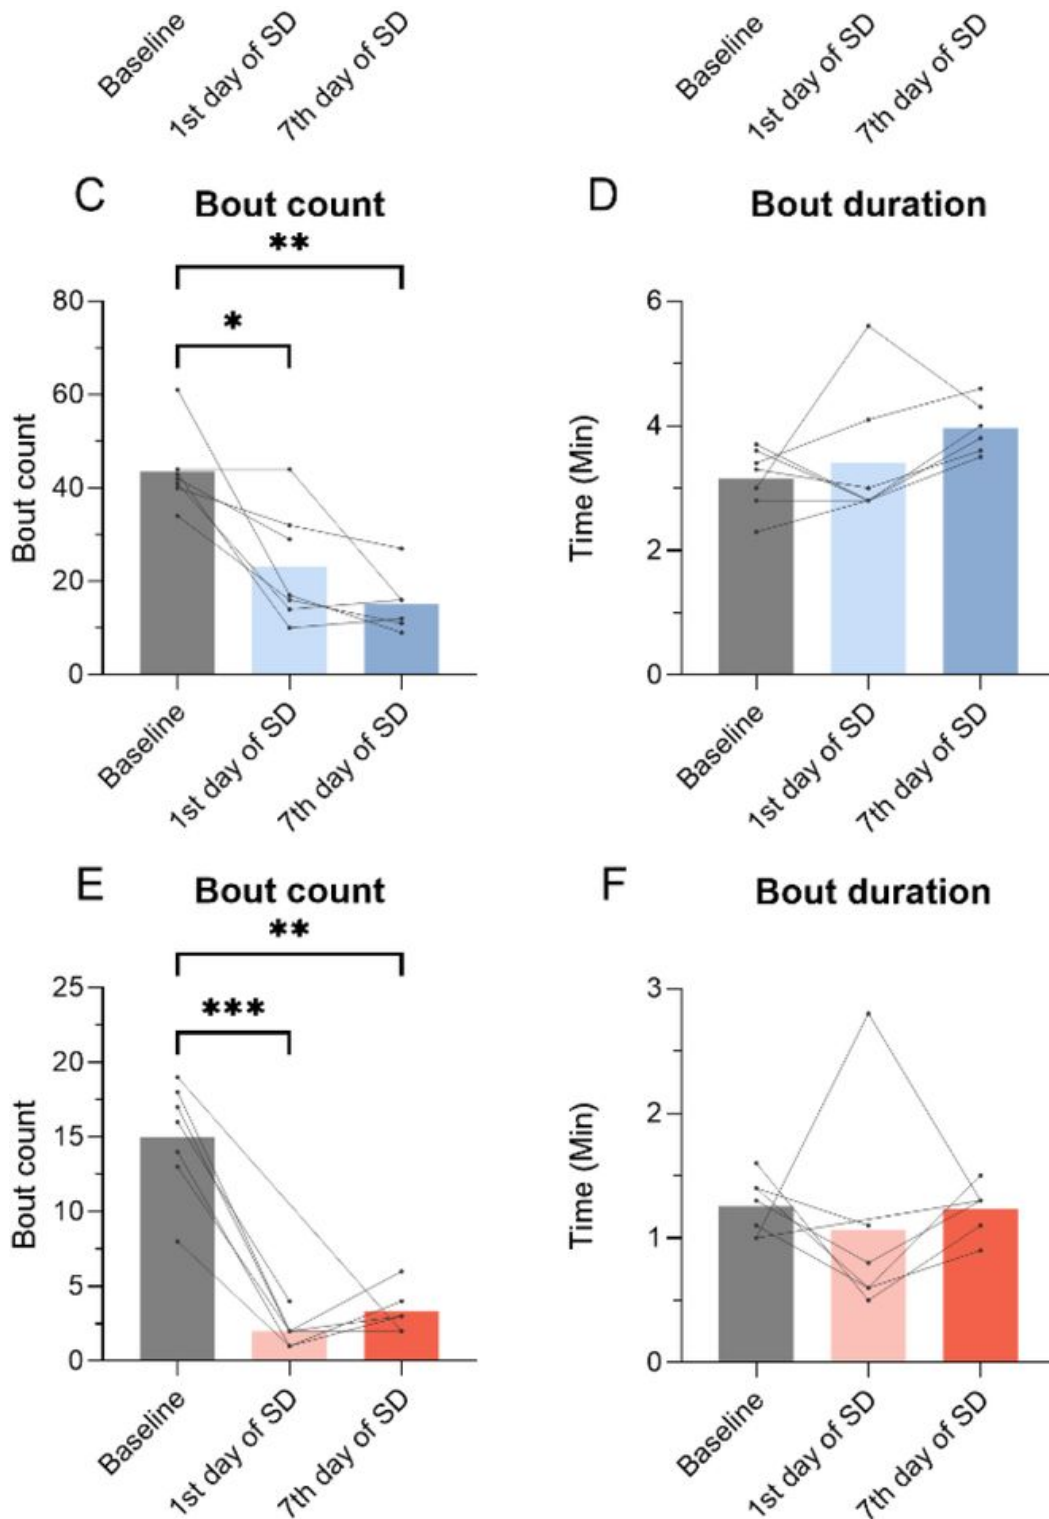 Baseline
1st day of SD
7th day of SD
Baseline
1st day of SD
7th day of SD
C
Bout count
**
*
80
60
40
20
0
Bout count
Baseline
1st day of SD
7th day of SD
D
Bout duration
6
4
2
0
Time (Min)
Baseline
1st day of SD
7th day of SD
E
Bout count
**
***
25
20
15
10
5
0
Bout count
Baseline
1st day of SD
7th day of SD
F
Bout duration
3
2
1
0
Time (Min)
Baseline
1st day of SD
7th day of SD